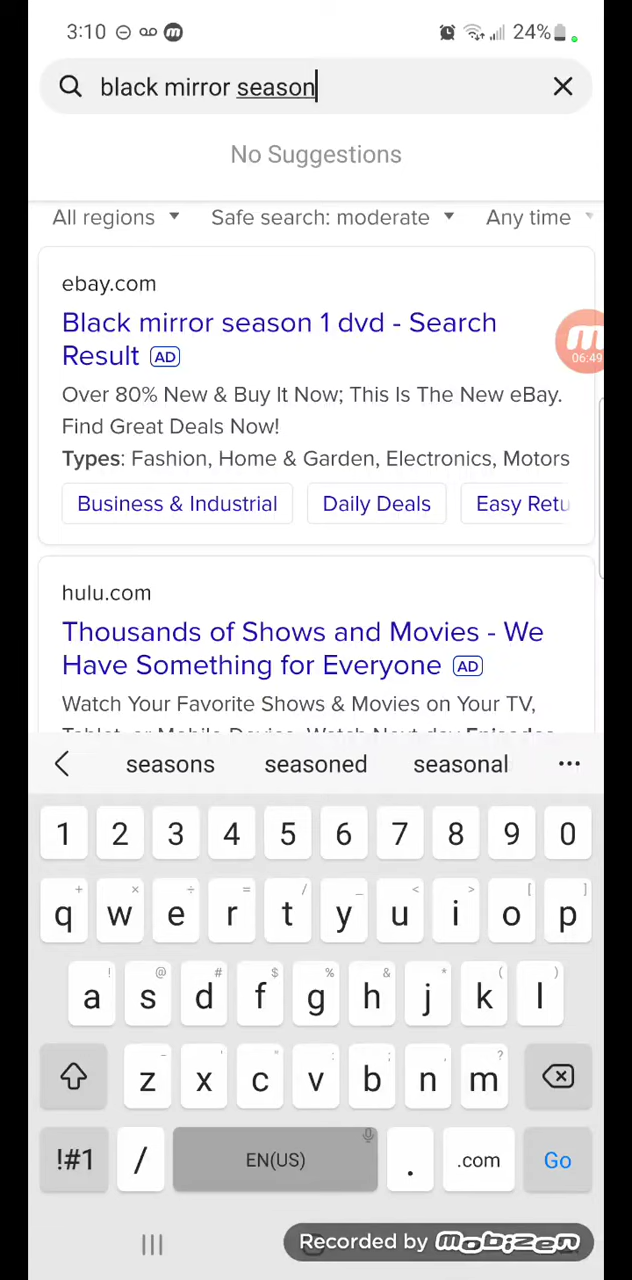 3:10 24%
black mirror season
No Suggestions
All regions Safe search: moderate Any time
ebay.com
Black mirror season 1 dvd - Search
Result AD
06:49
Over 80% New & Buy It Now; This Is The New eBay.
Find Great Deals Now!
Types: Fashion, Home & Garden, Electronics, Motors
Business & Industrial Daily Deals Easy Retu
hulu.com
Thousands of Shows and Movies - We
Have Something for Everyone AD
Watch Your Favorite Shows & Movies on Your TV,
seasons seasoned seasonal ...
1 2 3 4 5 6 7 8 9 0
+ × ÷ = / _ < > [ ]
q w e r t y u i o p
! @ # $ % & * ( )
a s d f g h j k l
- ' " : ; , ?
z x c v b n m
!#1 / EN(US) . .com Go
Recorded by mobizen